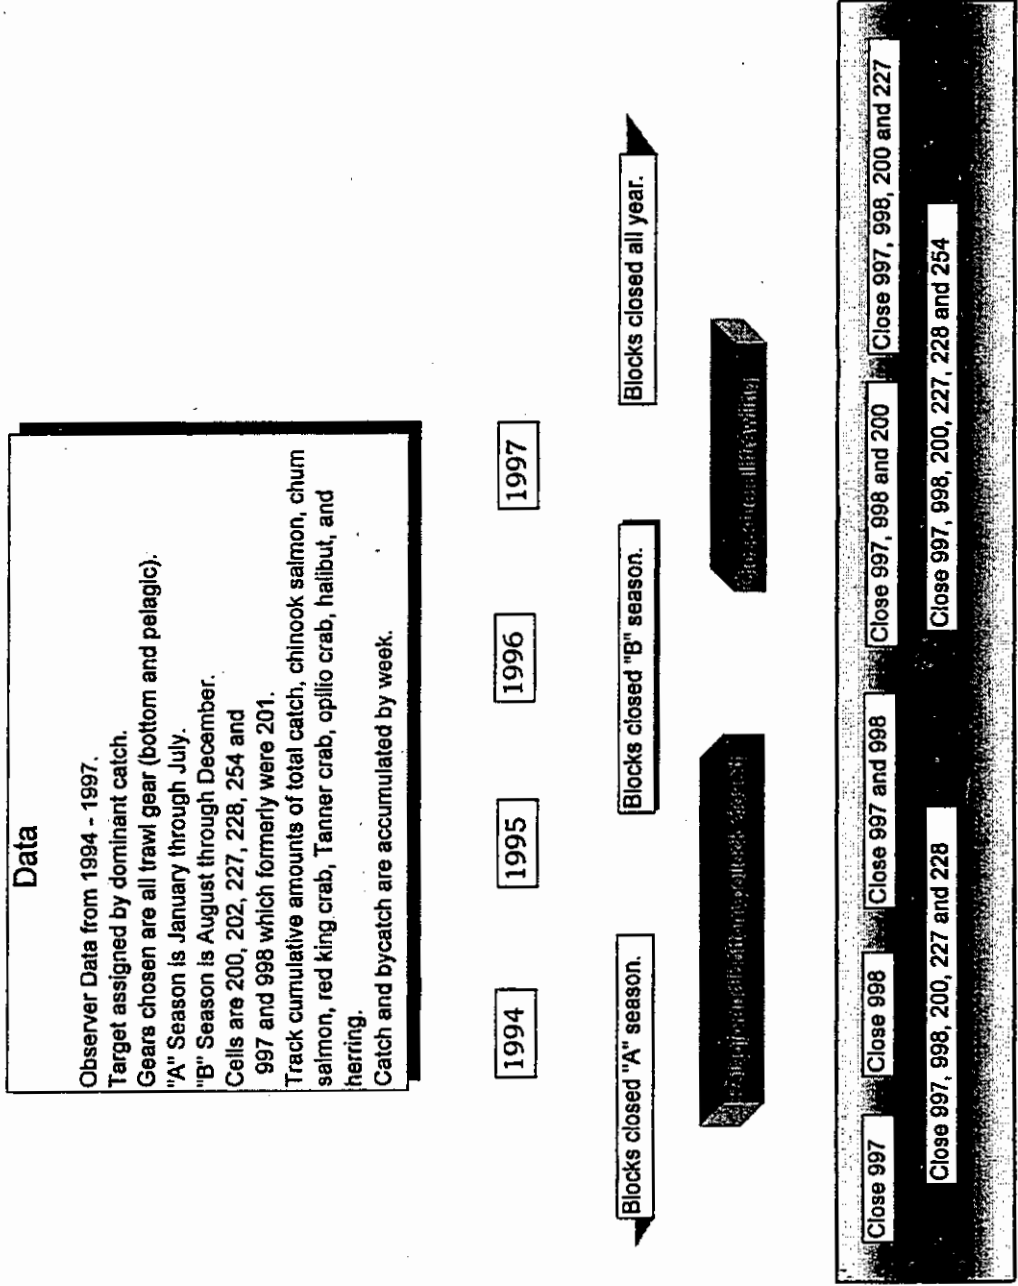 Data
Observer Data from 1994 - 1997.
Target assigned by dominant catch.
Gears chosen are all trawl gear (bottom and pelagic).
"A" Season is January through July.
"B" Season is August through December.
Cells are 200, 202, 227, 228, 254 and
997 and 998 which formerly were 201.
Track cumulative amounts of total catch, chinook salmon, chum
salmon, red king crab, Tanner crab, opilio crab, halibut, and
herring.
Catch and bycatch are accumulated by week.
1994
1995
1996
1997
Blocks closed "A" season.
Blocks closed "B" season.
Blocks closed all year.
Close 997
Close 998
Close 997 and 998
Close 997, 998 and 200
Close 997, 998, 200 and 227
Close 997, 998, 200, 227 and 228
Close 997, 998, 200, 227, 228 and 254